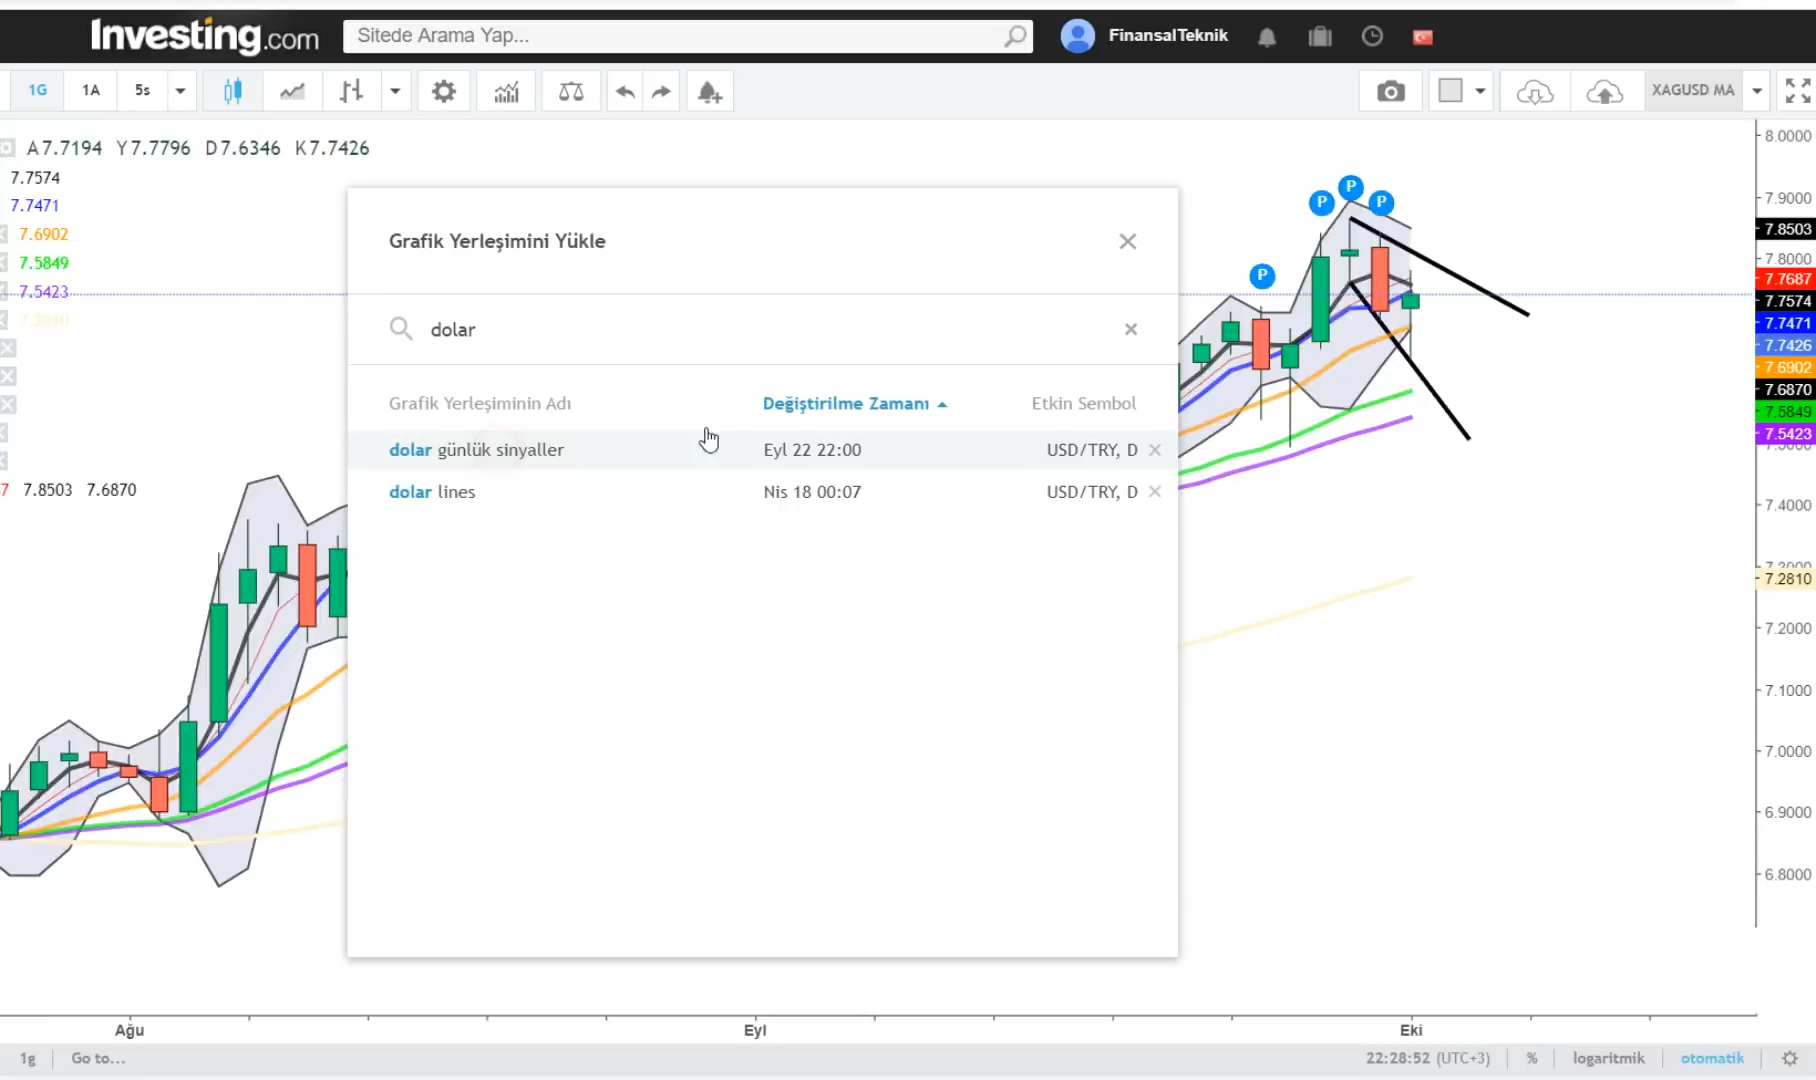 Investing.com
Sitede Arama Yap...
FinansalTeknik
1G 1A 5s
XAGUSD MA
A7.7194 Y7.7796 D7.6346 K7.7426
7.7574
7.7471
7.6902
7.5849
7.5423
7 7.8503 7.6870
Grafik Yerleşimini Yükle
dolar
Grafik Yerleşiminin Adı Değiştirilme Zamanı Etkin Sembol
dolar günlük sinyaller Eyl 22 22:00 USD/TRY, D
dolar lines Nis 18 00:07 USD/TRY, D
P
P
P
P
8.0000
7.9000
7.8503
7.8000
7.7687
7.7574
7.7471
7.7426
7.6902
7.6870
7.5849
7.5423
7.4000
7.2810
7.2000
7.1000
7.0000
6.9000
6.8000
Ağu Eyl Eki
1g Go to... 22:28:52 (UTC+3) % logaritmik otomatik